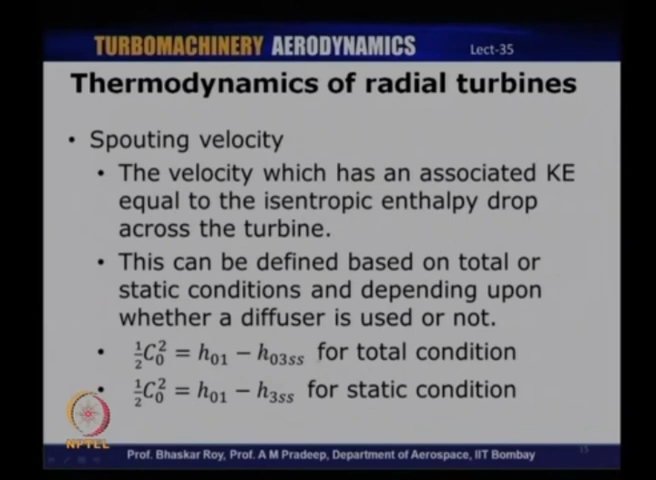 TURBOMACHINERY AERODYNAMICS Lect-35
Thermodynamics of radial turbines
• Spouting velocity
• The velocity which has an associated KE
equal to the isentropic enthalpy drop
across the turbine.
• This can be defined based on total or
static conditions and depending upon
whether a diffuser is used or not.
• ½C₀² = h₀₁ − h₀₃ₛₛ for total condition
• ½C₀² = h₀₁ − h₃ₛₛ for static condition
NPTEL
Prof. Bhaskar Roy, Prof. A M Pradeep, Department of Aerospace, IIT Bombay
15